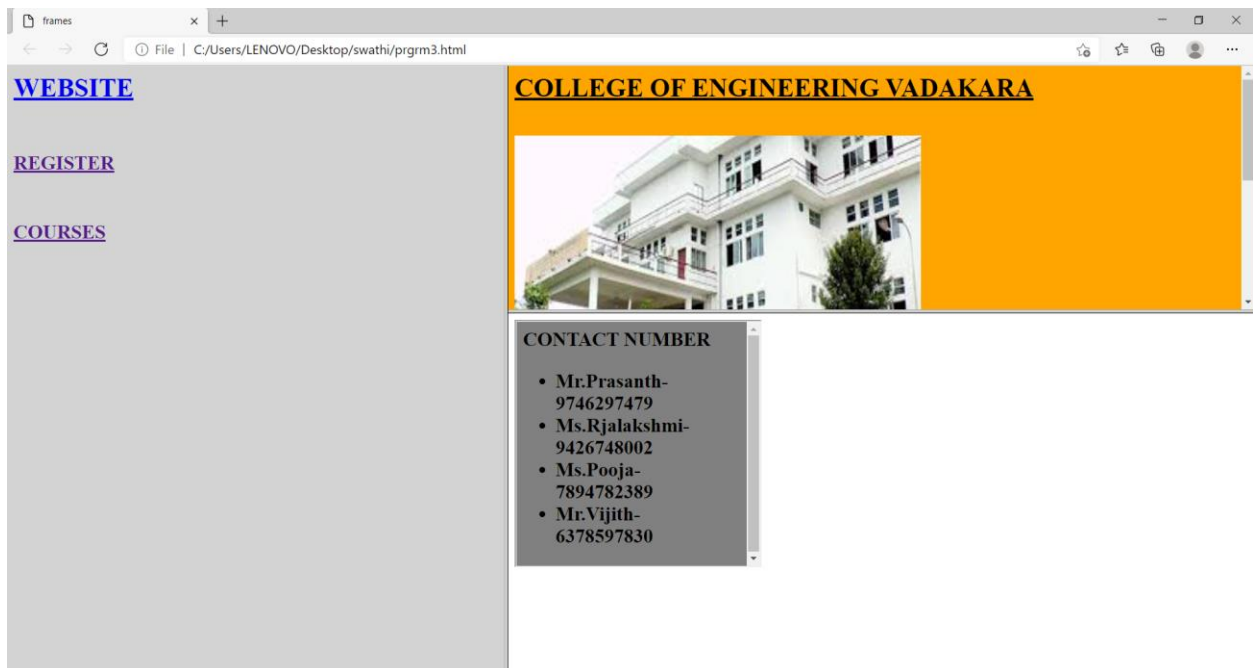 frames
File | C:/Users/LENOVO/Desktop/swathi/prgrm3.html
WEBSITE
REGISTER
COURSES
COLLEGE OF ENGINEERING VADAKARA
CONTACT NUMBER
• Mr.Prasanth-
9746297479
• Ms.Rjalakshmi-
9426748002
• Ms.Pooja-
7894782389
• Mr.Vijith-
6378597830